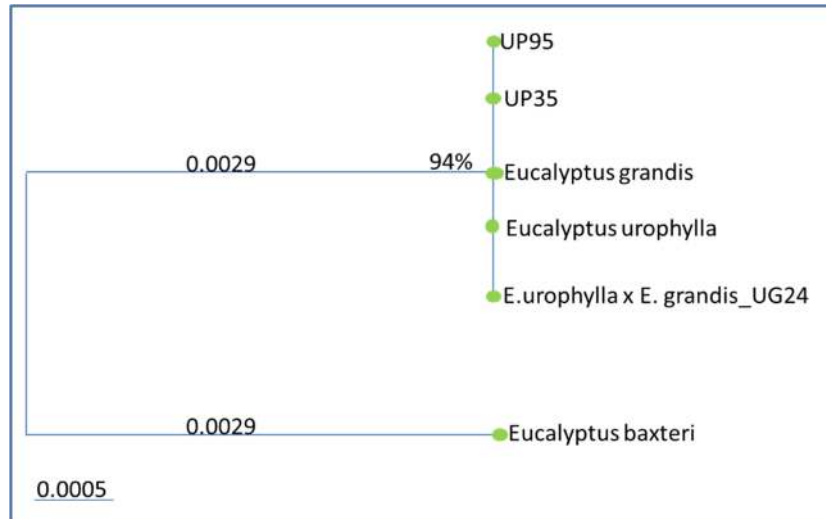 UP95
UP35
0.0029
94%
Eucalyptus grandis
Eucalyptus urophylla
E.urophylla x E. grandis_UG24
0.0029
Eucalyptus baxteri
0.0005